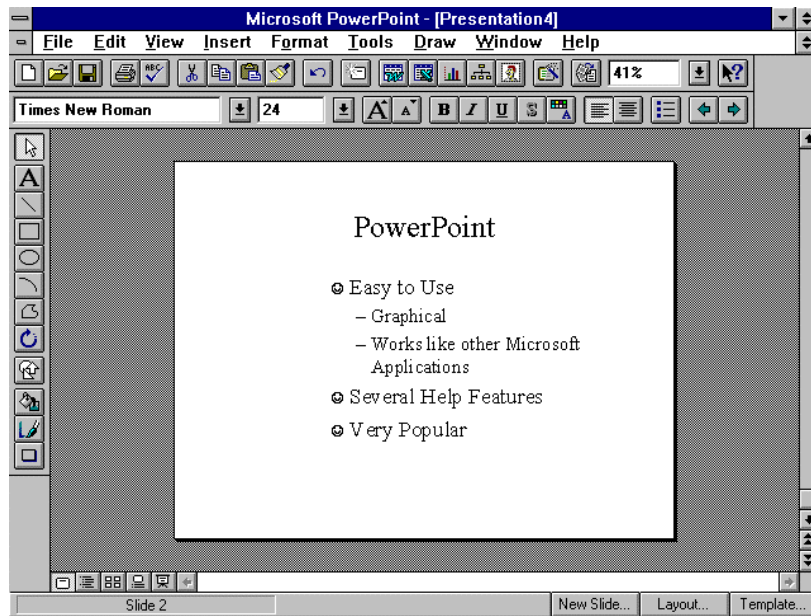 Microsoft PowerPoint - [Presentation4]
File Edit View Insert Format Tools Draw Window Help
ABC 41% ?
Times New Roman 24 A A B I U S A
A
PowerPoint
Easy to Use
– Graphical
– Works like other Microsoft
Applications
Several Help Features
Very Popular
Slide 2 New Slide... Layout... Template...